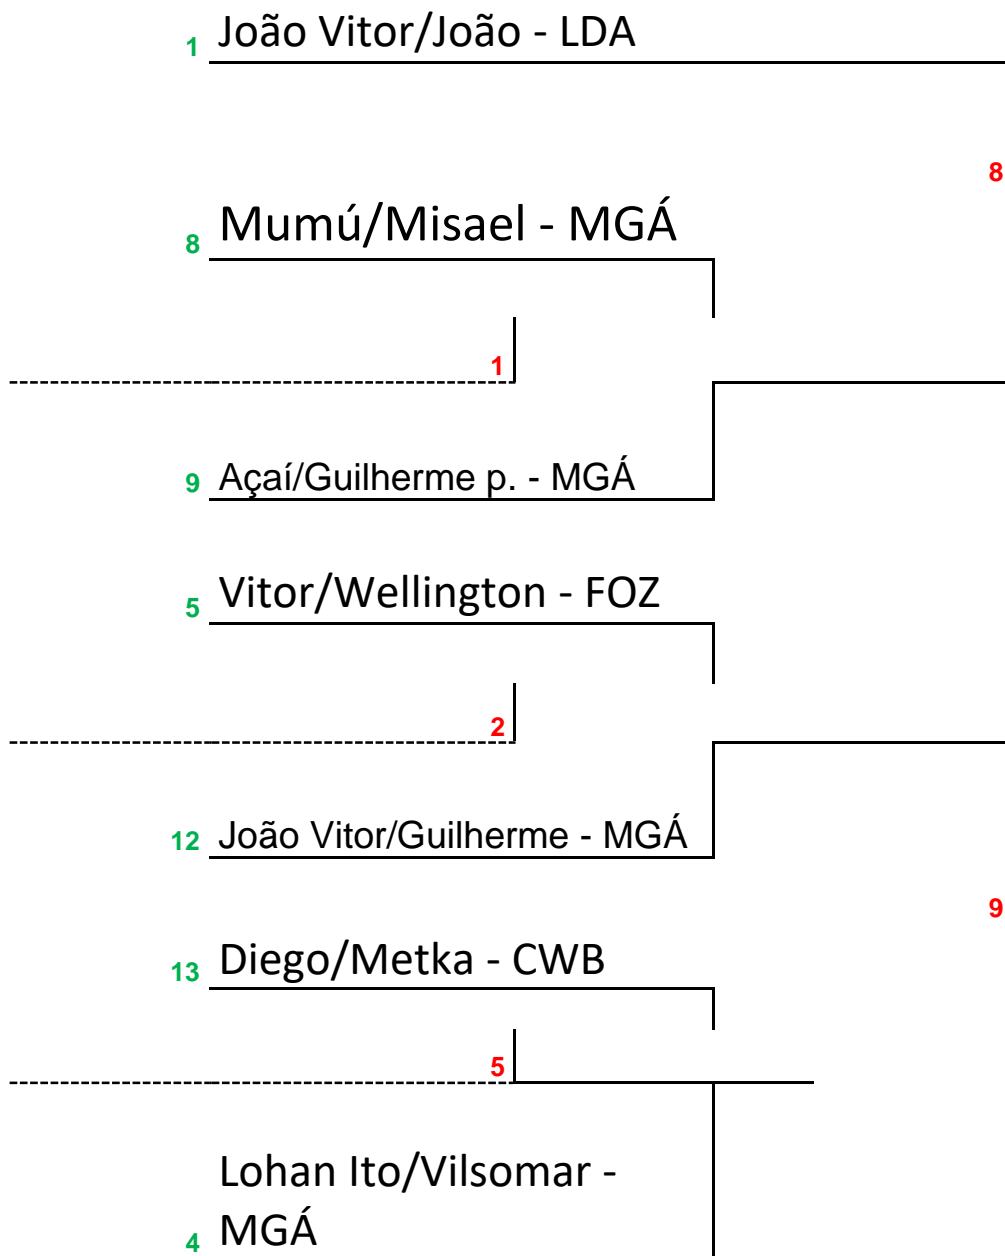 1 João Vitor/João - LDA
8
8 Mumú/Misael - MGÁ
1
9 Açaí/Guilherme p. - MGÁ
5 Vitor/Wellington - FOZ
2
12 João Vitor/Guilherme - MGÁ
9
13 Diego/Metka - CWB
5
Lohan Ito/Vilsomar -
4 MGÁ